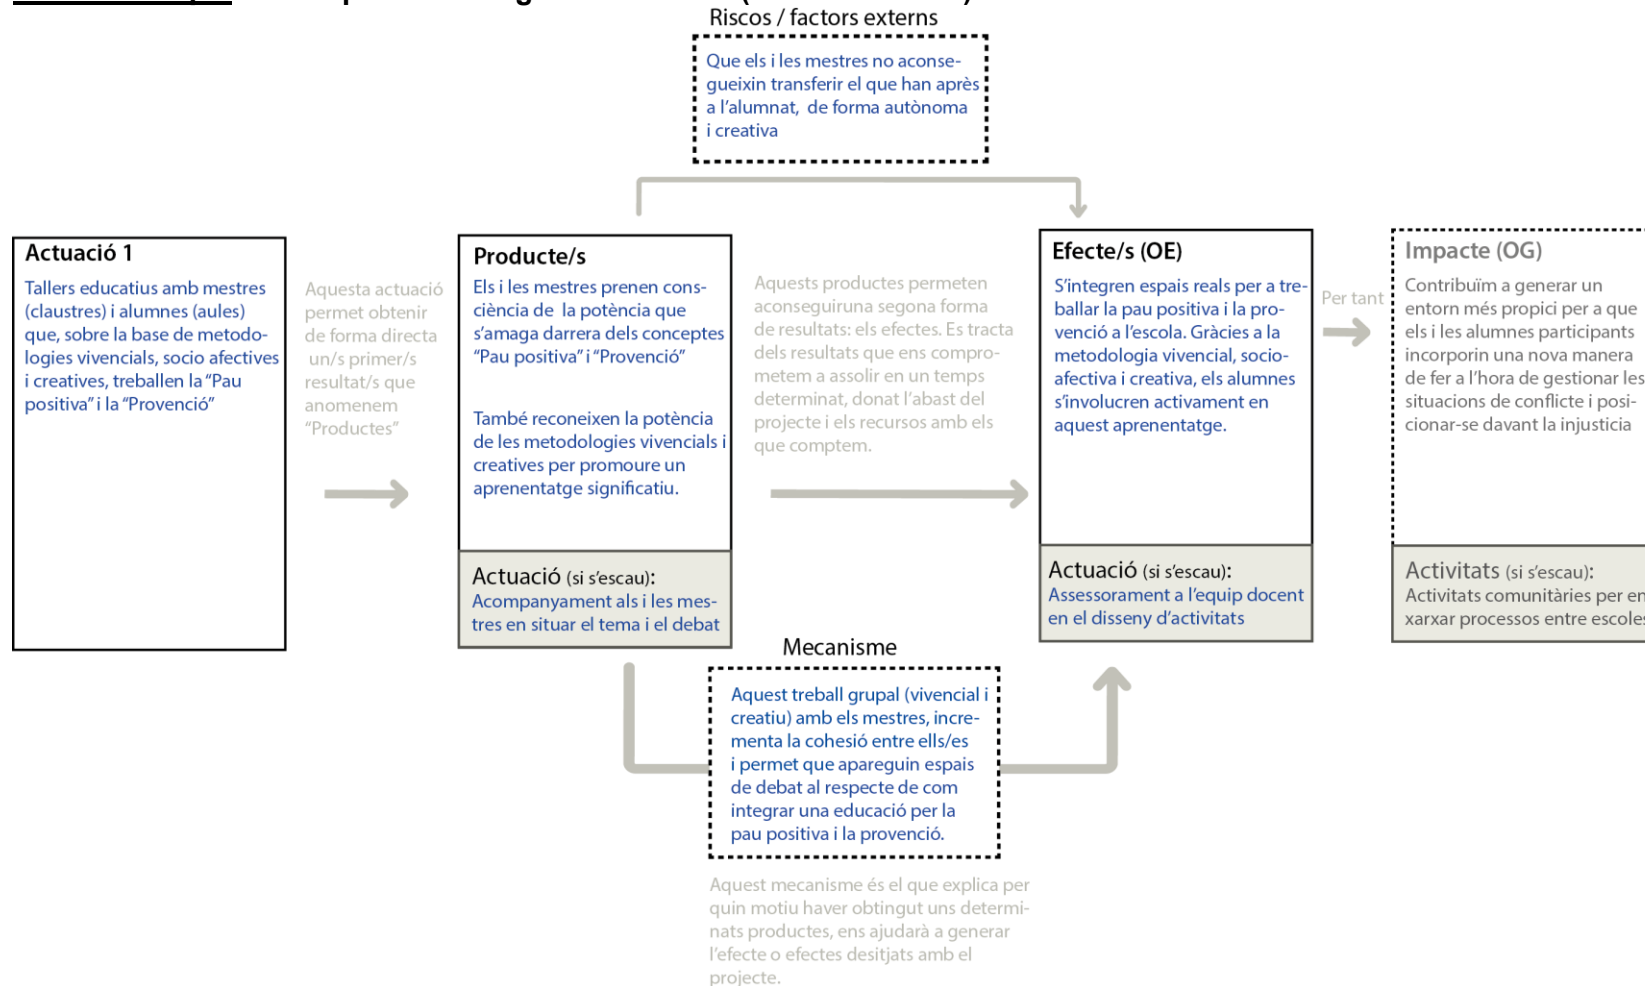 Riscos / factors externs
Que els i les mestres no aconse-
gueixin transferir el que han après
a l'alumnat, de forma autònoma
i creativa
Actuació 1
Tallers educatius amb mestres
(claustres) i alumnes (aules)
que, sobre la base de metodo-
logies vivencials, socio afectives
i creatives, treballen la "Pau
positiva" i la "Provenció"
Aquesta actuació
permet obtenir
de forma directa
un/s primer/s
resultat/s que
anomenem
"Productes"
Producte/s
Els i les mestres prenen cons-
ciència de la potència que
s'amaga darrera dels conceptes
"Pau positiva" i "Provenció"
També reconeixen la potència
de les metodologies vivencials i
creatives per promoure un
aprenentatge significatiu.
Actuació (si s'escau):
Acompanyament als i les mes-
tres en situar el tema i el debat
Aquests productes permeten
aconseguiruna segona forma
de resultats: els efectes. Es tracta
dels resultats que ens compro-
metem a assolir en un temps
determinat, donat l'abast del
projecte i els recursos amb els
que comptem.
Efecte/s (OE)
S'integren espais reals per a tre-
ballar la pau positiva i la pro-
venció a l'escola. Gràcies a la
metodologia vivencial, socio-
afectiva i creativa, els alumnes
s'involucren activament en
aquest aprenentatge.
Actuació (si s'escau):
Assessorament a l'equip docent
en el disseny d'activitats
Per tant
Impacte (OG)
Contribuïm a generar un
entorn més propici per a que
els i les alumnes participants
incorporin una nova manera
de fer a l'hora de gestionar les
situacions de conflicte i posi-
cionar-se davant la injusticia
Activitats (si s'escau):
Activitats comunitàries per en
xarxar processos entre escoles
Mecanisme
Aquest treball grupal (vivencial i
creatiu) amb els mestres, incre-
menta la cohesió entre ells/es
i permet que apareguin espais
de debat al respecte de com
integrar una educació per la
pau positiva i la provenció.
Aquest mecanisme és el que explica per
quin motiu haver obtingut uns determi-
nats productes, ens ajudarà a generar
l'efecte o efectes desitjats amb el
projecte.